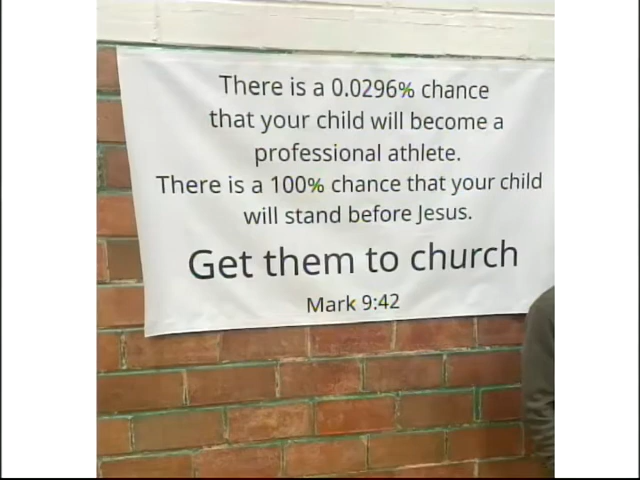 There is a 0.0296% chance
that your child will become a
professional athlete.
There is a 100% chance that your child
will stand before Jesus.
Get them to church
Mark 9:42